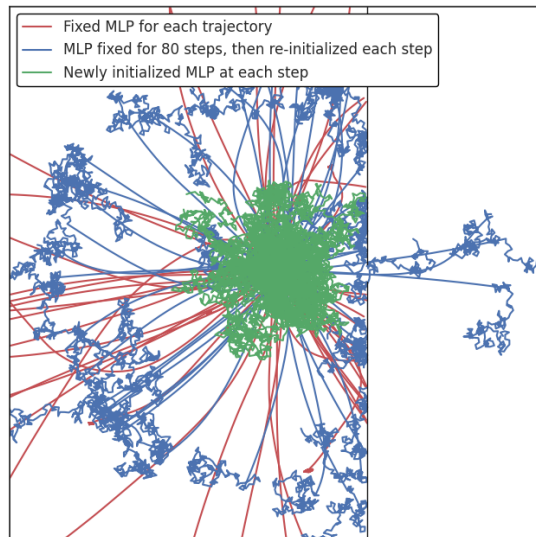 Fixed MLP for each trajectory
MLP fixed for 80 steps, then re-initialized each step
Newly initialized MLP at each step